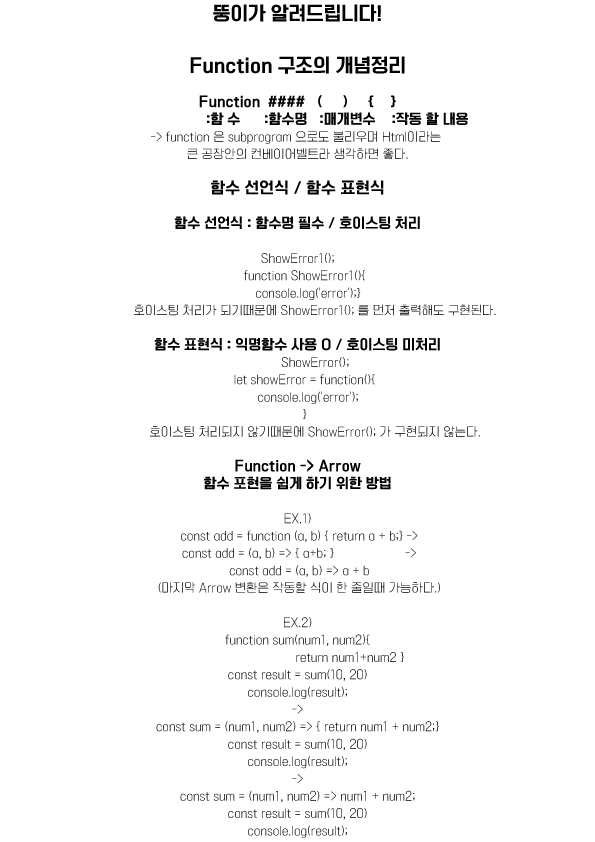 뚱이가 알려드립니다!
Function 구조의 개념정리
Function #### ( ) { }
:함 수 :함수명 :매개변수 :작동 할 내용
-> function 은 subprogram 으로도 불리우며 Html이라는
큰 공장안의 컨베이어벨트라 생각하면 좋다.
함수 선언식 / 함수 표현식
함수 선언식 : 함수명 필수 / 호이스팅 처리
ShowError1();
function ShowError1(){
console.log('error');}
호이스팅 처리가 되기때문에 ShowError1(); 를 먼저 출력해도 구현된다.
함수 표현식 : 익명함수 사용 O / 호이스팅 미처리
ShowError();
let showError = function(){
console.log('error');
}
호이스팅 처리되지 않기때문에 ShowError(); 가 구현되지 않는다.
Function -> Arrow
함수 포현을 쉽게 하기 위한 방법
EX.1)
const add = function (a, b) { return a + b;} ->
const add = (a, b) => { a+b; } ->
const add = (a, b) => a + b
(마지막 Arrow 변환은 작동할 식이 한 줄일때 가능하다.)
EX.2)
function sum(num1, num2){
return num1+num2 }
const result = sum(10, 20)
console.log(result);
->
const sum = (num1, num2) => { return num1 + num2;}
const result = sum(10, 20)
console.log(result);
->
const sum = (num1, num2) => num1 + num2;
const result = sum(10, 20)
console.log(result);